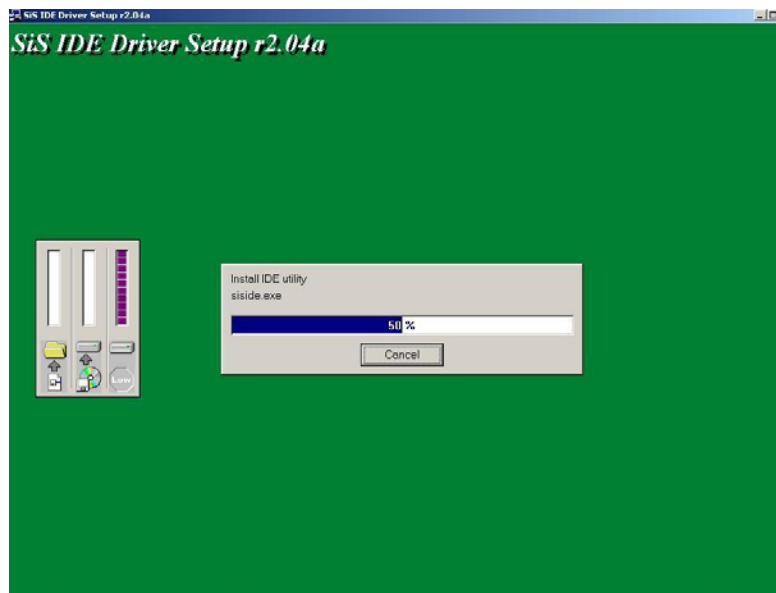 SiS IDE Driver Setup r2.04a
SiS IDE Driver Setup r2.04a
Install IDE utility
siside.exe
50 %
Cancel
Low